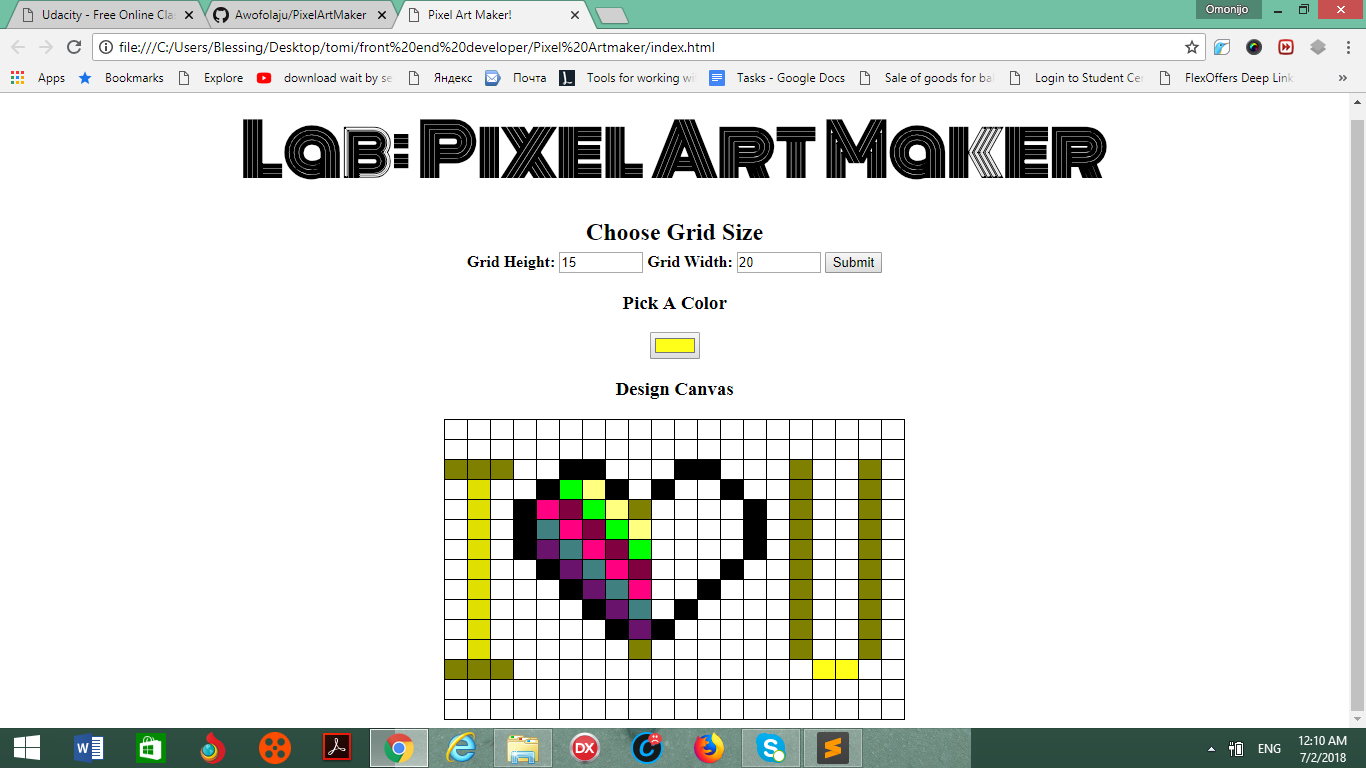 Udacity - Free Online Cla
Awofolaju/PixelArtMaker
Pixel Art Maker!
Omonijo
file:///C:/Users/Blessing/Desktop/tomi/front%20end%20developer/Pixel%20Artmaker/index.html
Apps Bookmarks Explore download wait by se Яндекс Почта Tools for working wi Tasks - Google Docs Sale of goods for ba Login to Student Cen FlexOffers Deep Link
Lab: Pixel Art Maker
Choose Grid Size
Grid Height: 15 Grid Width: 20 Submit
Pick A Color
Design Canvas
ENG
12:10 AM
7/2/2018